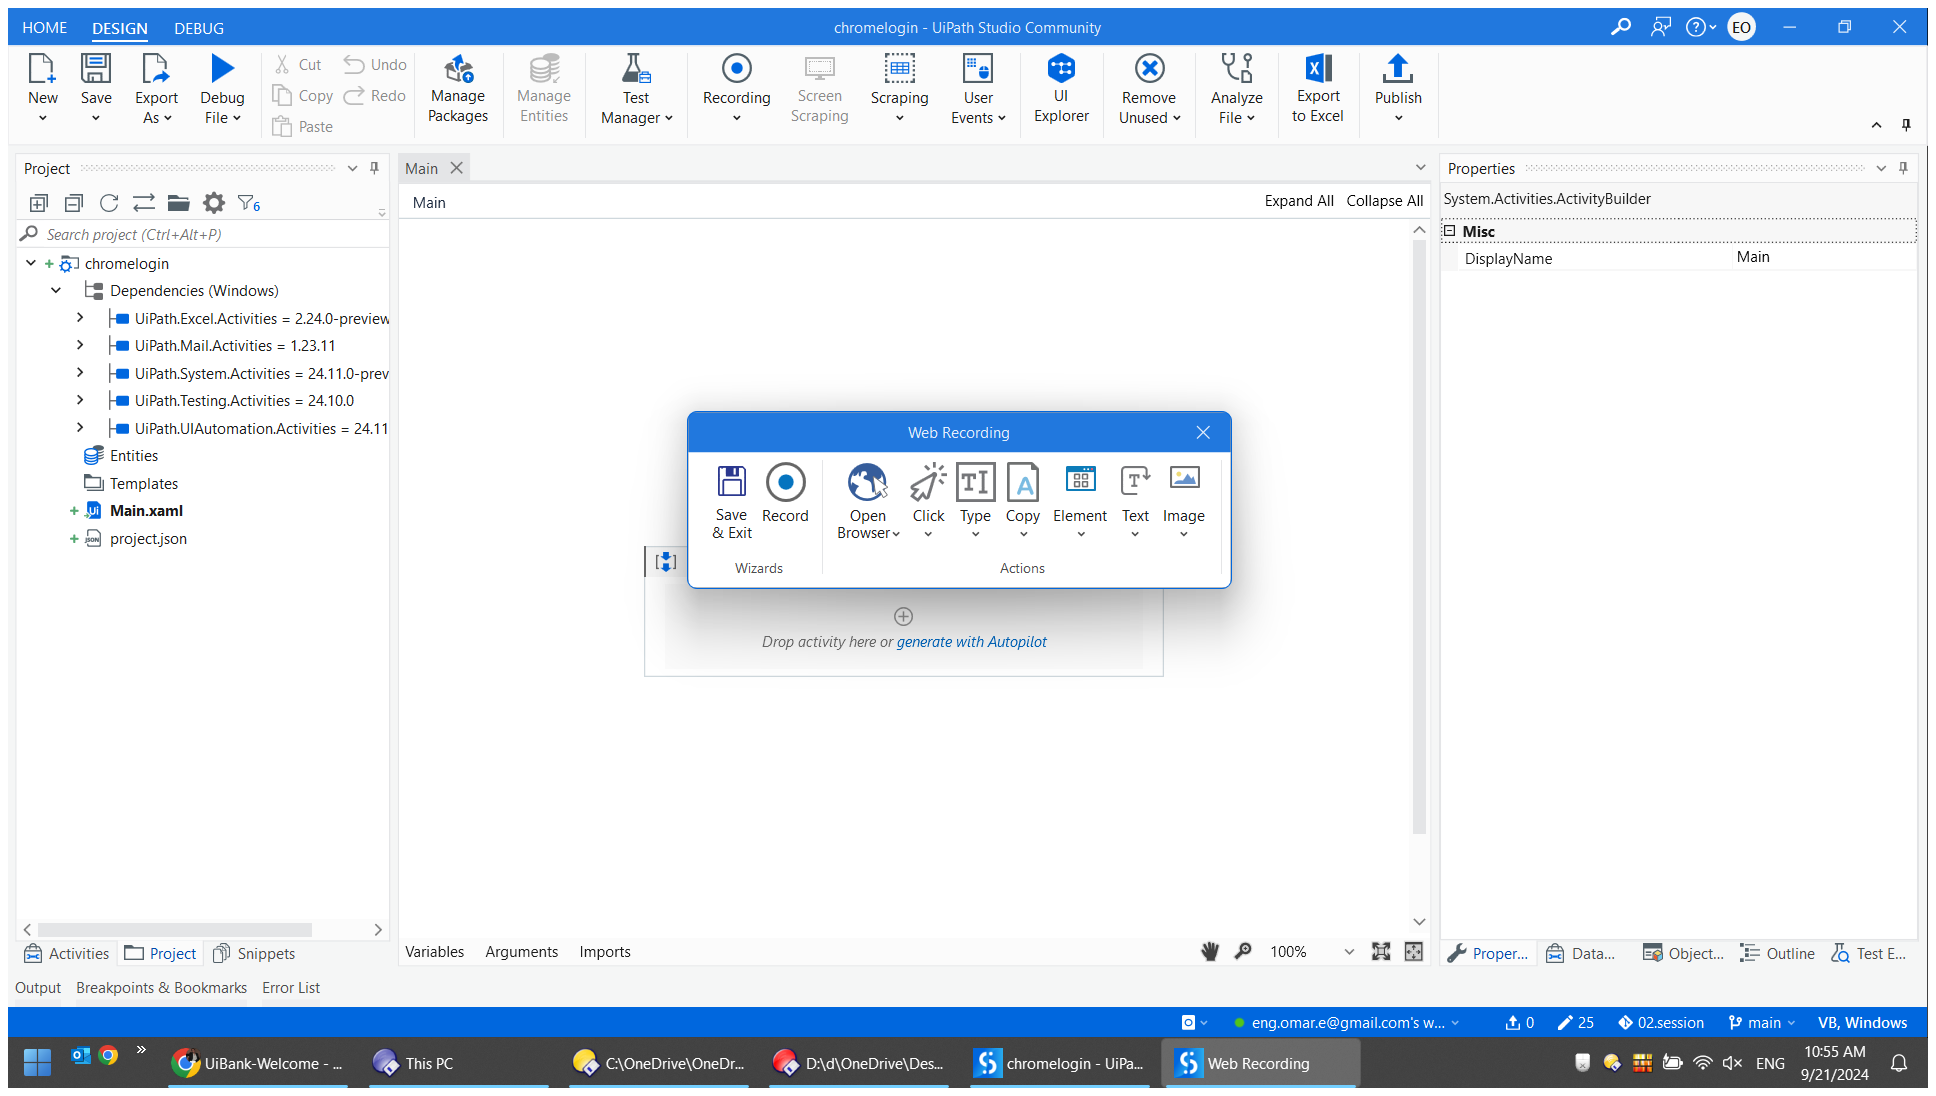 HOME DESIGN DEBUG
chromelogin - UiPath Studio Community
EO
New
Save
Export As
Debug File
Cut
Copy
Paste
Undo
Redo
Manage Packages
Manage Entities
Test Manager
Recording
Screen Scraping
Scraping
User Events
UI Explorer
Remove Unused
Analyze File
Export to Excel
Publish
Project
6
Search project (Ctrl+Alt+P)
chromelogin
Dependencies (Windows)
UiPath.Excel.Activities = 2.24.0-preview
UiPath.Mail.Activities = 1.23.11
UiPath.System.Activities = 24.11.0-prev
UiPath.Testing.Activities = 24.10.0
UiPath.UIAutomation.Activities = 24.11
Entities
Templates
Main.xaml
project.json
Activities Project Snippets
Main
Main
Expand All Collapse All
Web Recording
Save & Exit
Record
Open Browser
Click
Type
Copy
Element
Text
Image
Wizards
Actions
Drop activity here or generate with Autopilot
Variables Arguments Imports
100%
Properties
System.Activities.ActivityBuilder
Misc
DisplayName Main
Proper... Data... Object... Outline Test E...
Output Breakpoints & Bookmarks Error List
eng.omar.e@gmail.com's w... 0 25 02.session main VB, Windows
UiBank-Welcome - ...
This PC
C:\OneDrive\OneDr...
D:\d\OneDrive\Des...
chromelogin - UiPa...
Web Recording
ENG
10:55 AM
9/21/2024